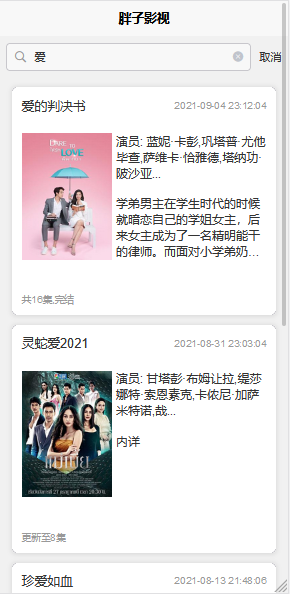 胖子影视
爱
取消
爱的判决书
2021-09-04 23:12:04
DARE TO
LOVE
演员: 蓝妮·卡彭,巩塔普·尤他
毕查,萨维卡·恰雅德,塔纳功·
陂沙亚...
学弟男主在学生时代的时候
就暗恋自己的学姐女主，后
来女主成为了一名精明能干
的律师。而面对小学弟奶...
共16集,完结
灵蛇爱2021
2021-08-31 23:03:04
演员: 甘塔彭·布姆让拉,缇莎
娜特·索恩素克,卡侬尼·加萨
米特诺,哉...
内详
更新至8集
珍爱如血
2021-08-13 21:48:06